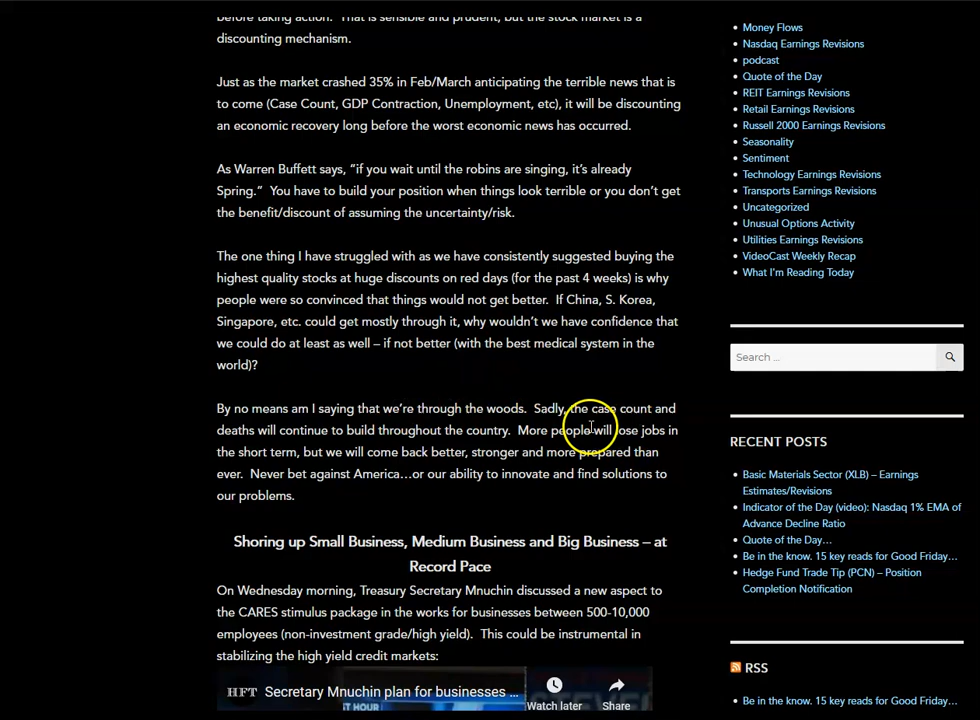 before taking action.  That is sensible and prudent, but the stock market is a
discounting mechanism.
Just as the market crashed 35% in Feb/March anticipating the terrible news that is
to come (Case Count, GDP Contraction, Unemployment, etc), it will be discounting
an economic recovery long before the worst economic news has occurred.
As Warren Buffett says, “if you wait until the robins are singing, it’s already
Spring.”  You have to build your position when things look terrible or you don’t get
the benefit/discount of assuming the uncertainty/risk.
The one thing I have struggled with as we have consistently suggested buying the
highest quality stocks at huge discounts on red days (for the past 4 weeks) is why
people were so convinced that things would not get better.  If China, S. Korea,
Singapore, etc. could get mostly through it, why wouldn’t we have confidence that
we could do at least as well – if not better (with the best medical system in the
world)?
By no means am I saying that we’re through the woods.  Sadly, the case count and
deaths will continue to build throughout the country.  More people will lose jobs in
the short term, but we will come back better, stronger and more prepared than
ever.  Never bet against America…or our ability to innovate and find solutions to
our problems.
Shoring up Small Business, Medium Business and Big Business – at
Record Pace
On Wednesday morning, Treasury Secretary Mnuchin discussed a new aspect to
the CARES stimulus package in the works for businesses between 500-10,000
employees (non-investment grade/high yield).  This could be instrumental in
stabilizing the high yield credit markets:
HFT Secretary Mnuchin plan for businesses ...
Watch later
Share
IT HOUR
Money Flows
Nasdaq Earnings Revisions
podcast
Quote of the Day
REIT Earnings Revisions
Retail Earnings Revisions
Russell 2000 Earnings Revisions
Seasonality
Sentiment
Technology Earnings Revisions
Transports Earnings Revisions
Uncategorized
Unusual Options Activity
Utilities Earnings Revisions
VideoCast Weekly Recap
What I'm Reading Today
Search …
RECENT POSTS
Basic Materials Sector (XLB) – Earnings
Estimates/Revisions
Indicator of the Day (video): Nasdaq 1% EMA of
Advance Decline Ratio
Quote of the Day…
Be in the know. 15 key reads for Good Friday…
Hedge Fund Trade Tip (PCN) – Position
Completion Notification
RSS
Be in the know. 15 key reads for Good Friday…